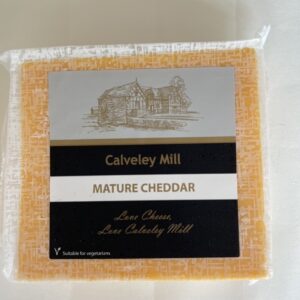 Calveley Mill
MATURE CHEDDAR
Love Cheese,
Love Calveley Mill
V Suitable for vegetarians